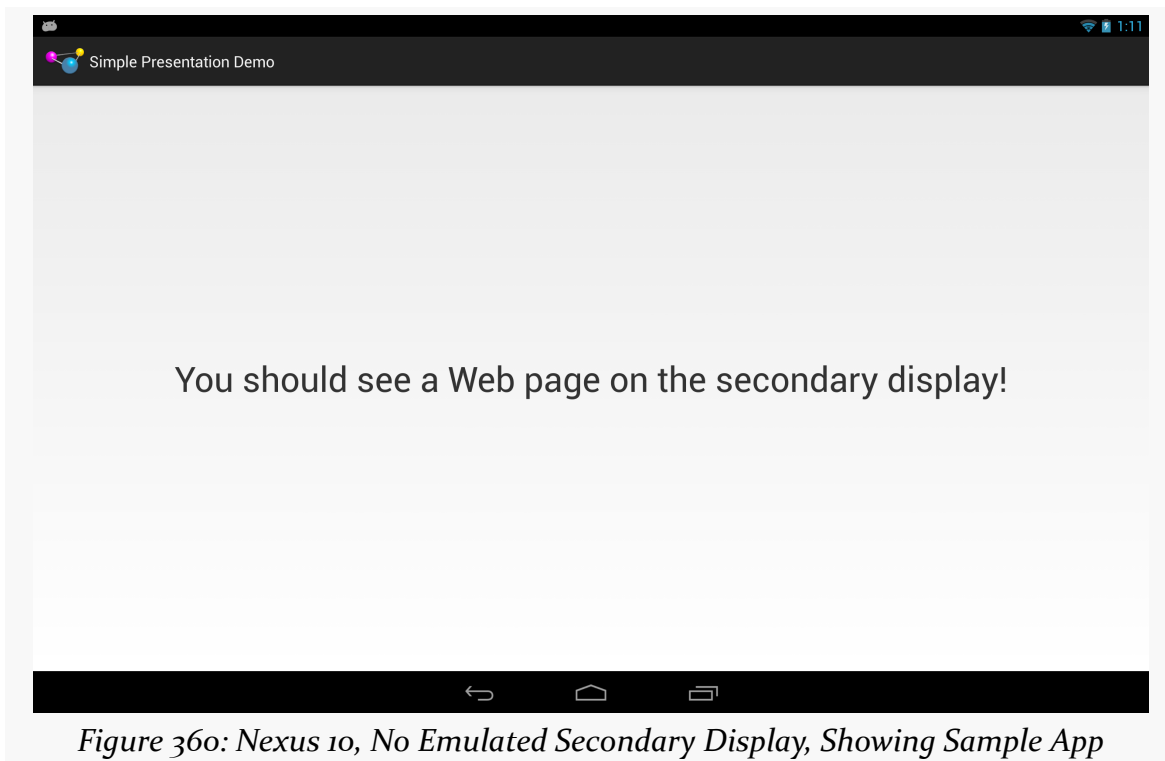 1:11
Simple Presentation Demo
You should see a Web page on the secondary display!
Figure 360: Nexus 10, No Emulated Secondary Display, Showing Sample App